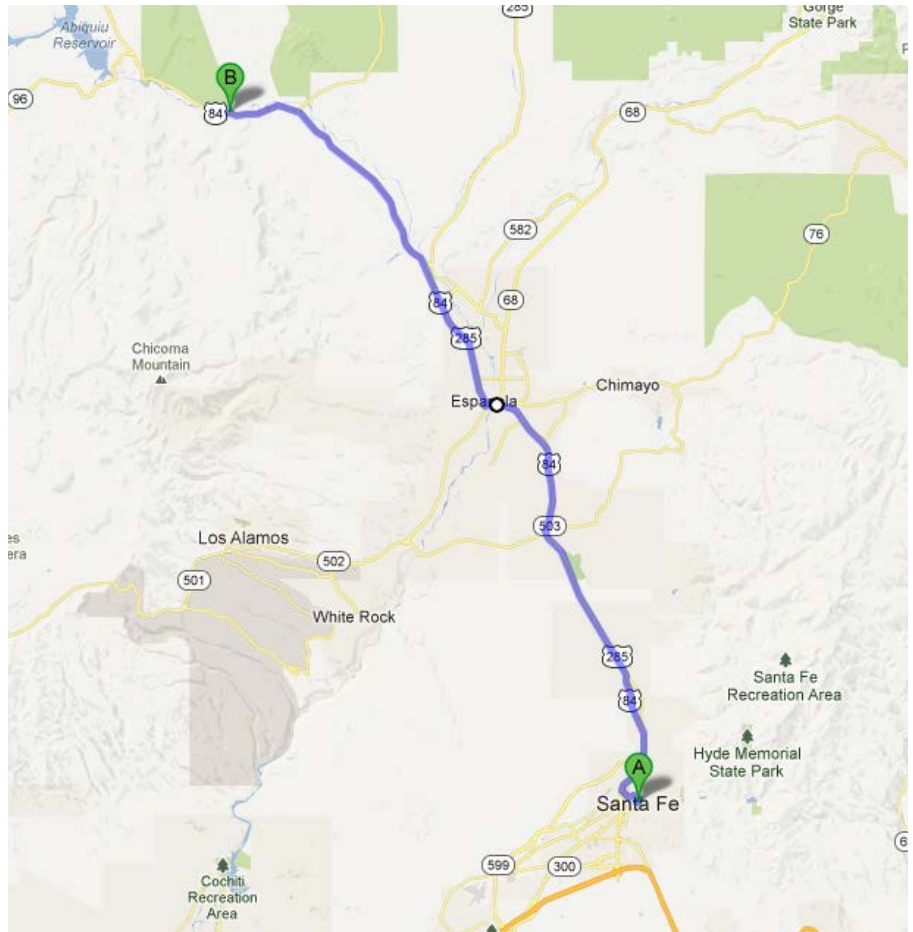 285
Gorge
State Park
Abiquiu
Reservoir
B
96
84
68
582
76
84
68
285
Chicoma
Mountain
Chimayo
84
503
Los Alamos
502
501
White Rock
285
Santa Fe
Recreation Area
84
Hyde Memorial
State Park
A
Santa Fe
599
300
Cochiti
Recreation
Area